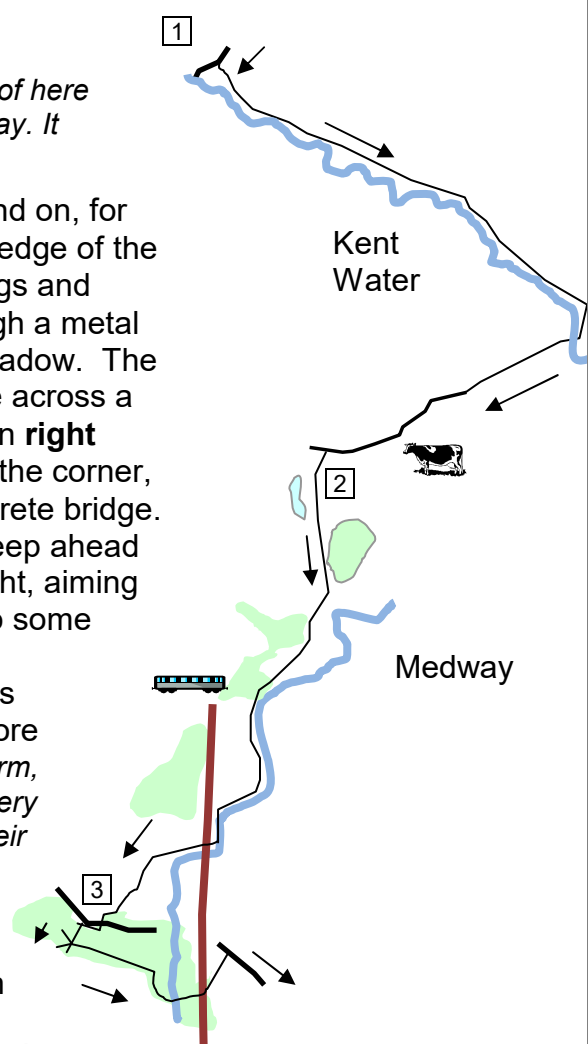 1
of here
ay. It
nd on, for
edge of the
gs and
gh a metal
adow.  The
e across a
n right
the corner,
crete bridge.
eep ahead
ht, aiming
o some
s
ore
rm,
ery
eir
n
Kent
Water
2
Medway
3